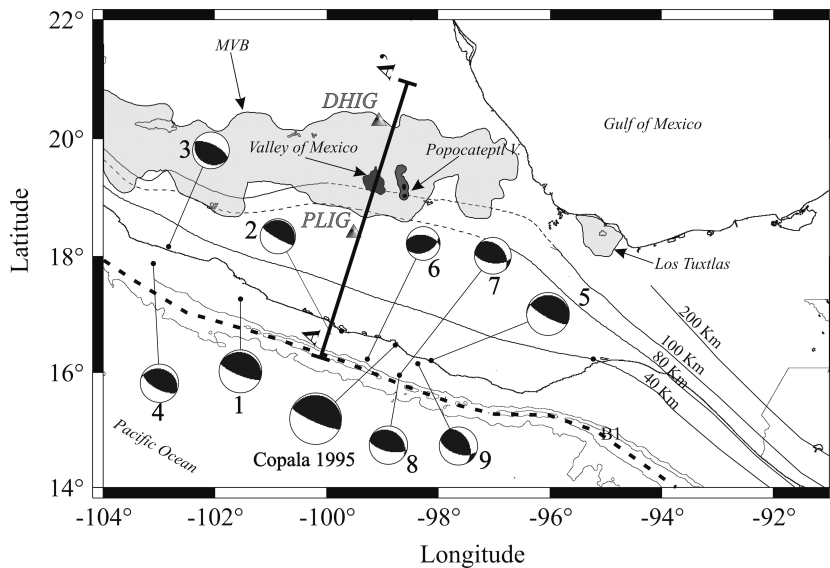 22°
20°
18°
16°
14°
Latitude
MVB
A'
DHIG
Gulf of Mexico
Valley of Mexico
Popocateptl V.
3
PLIG
2
6
7
5
Los Tuxtlas
200 Km
100 Km
80 Km
40 Km
A
4
1
Pacific Ocean
Copala 1995
8
9
B1
-104° -102° -100° -98° -96° -94° -92°
Longitude